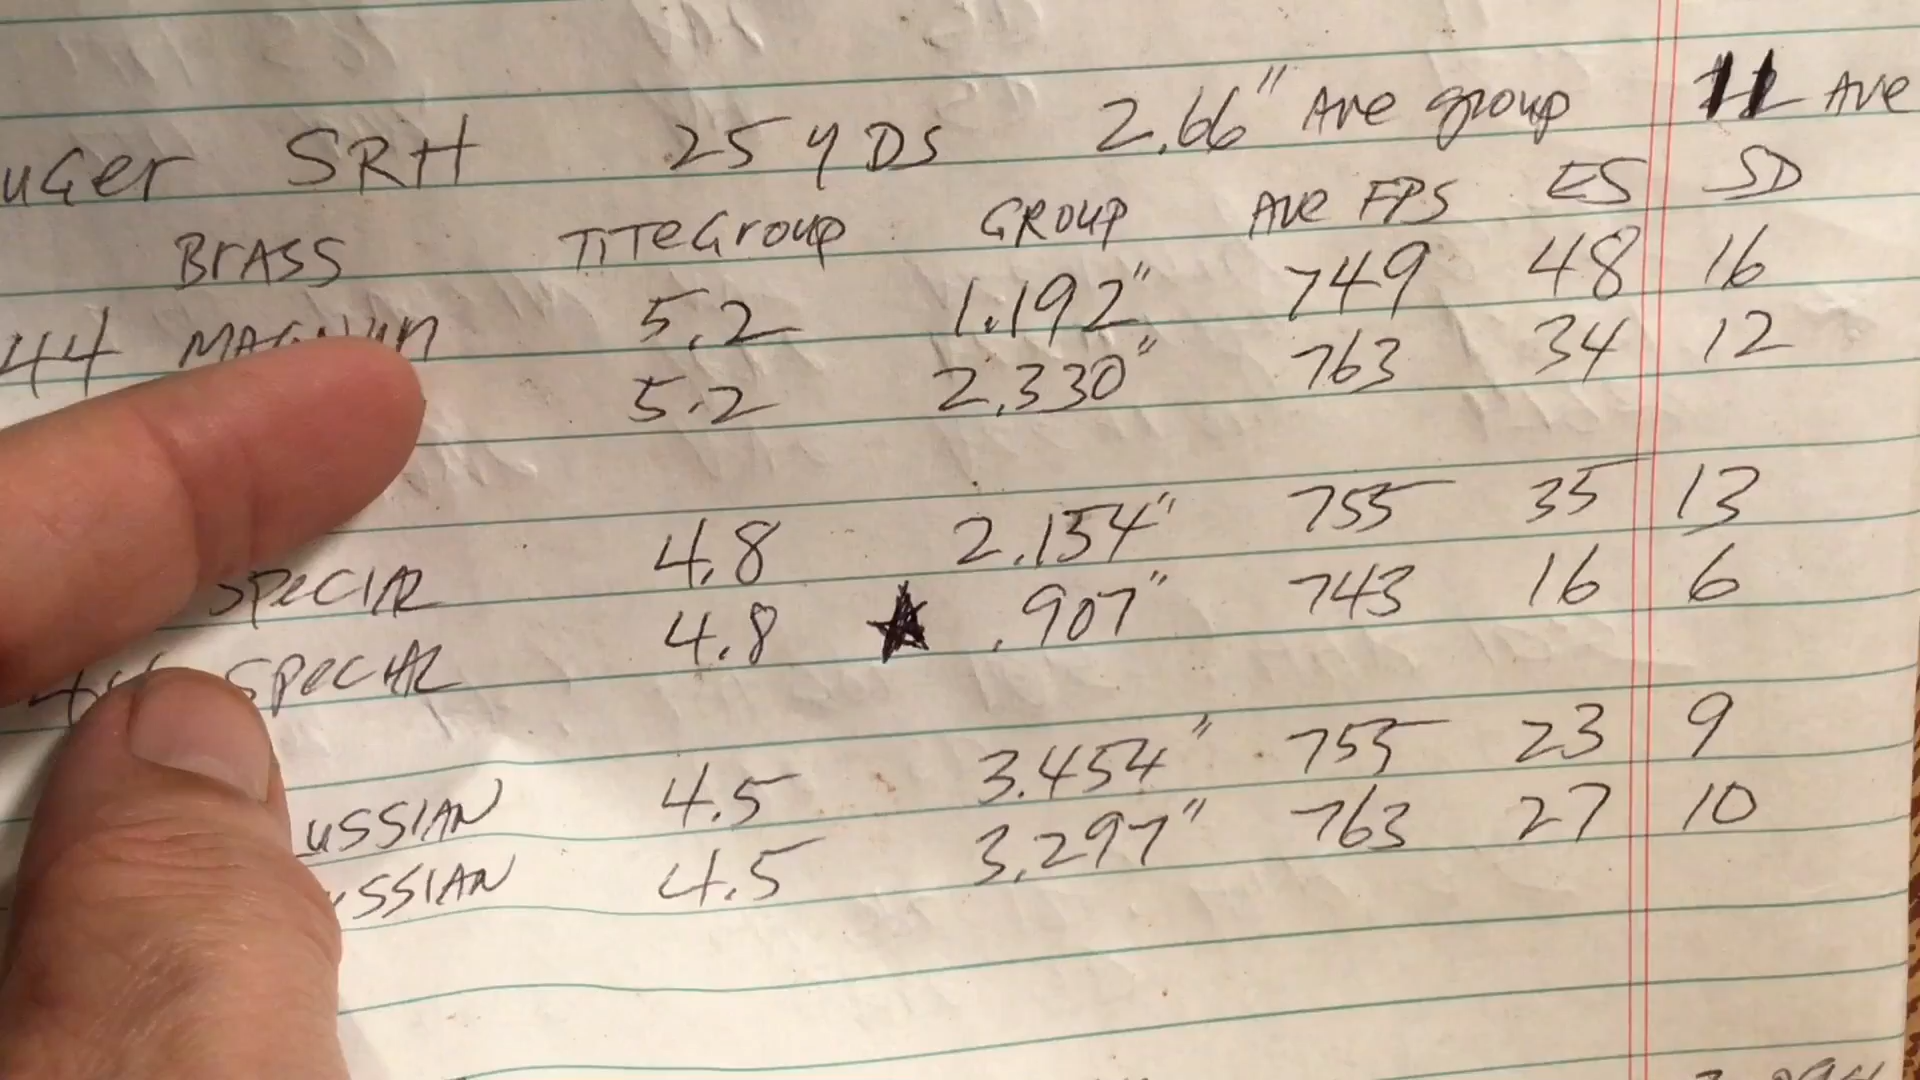 uger SRH 25 YDS 2.66" Ave group 11 Ave
Brass TiTeGroup GROUP Ave FPS ES SD
44 MAGNUM 5.2 1.192" 749 48 16
5.2 2.330" 763 34 12
SPECIAL 4.8 2.154" 755 35 13
SPECIAL 4.8 ★ .907" 743 16 6
USSIAN 4.5 3.454" 755 23 9
USSIAN 4.5 3.297" 763 27 10